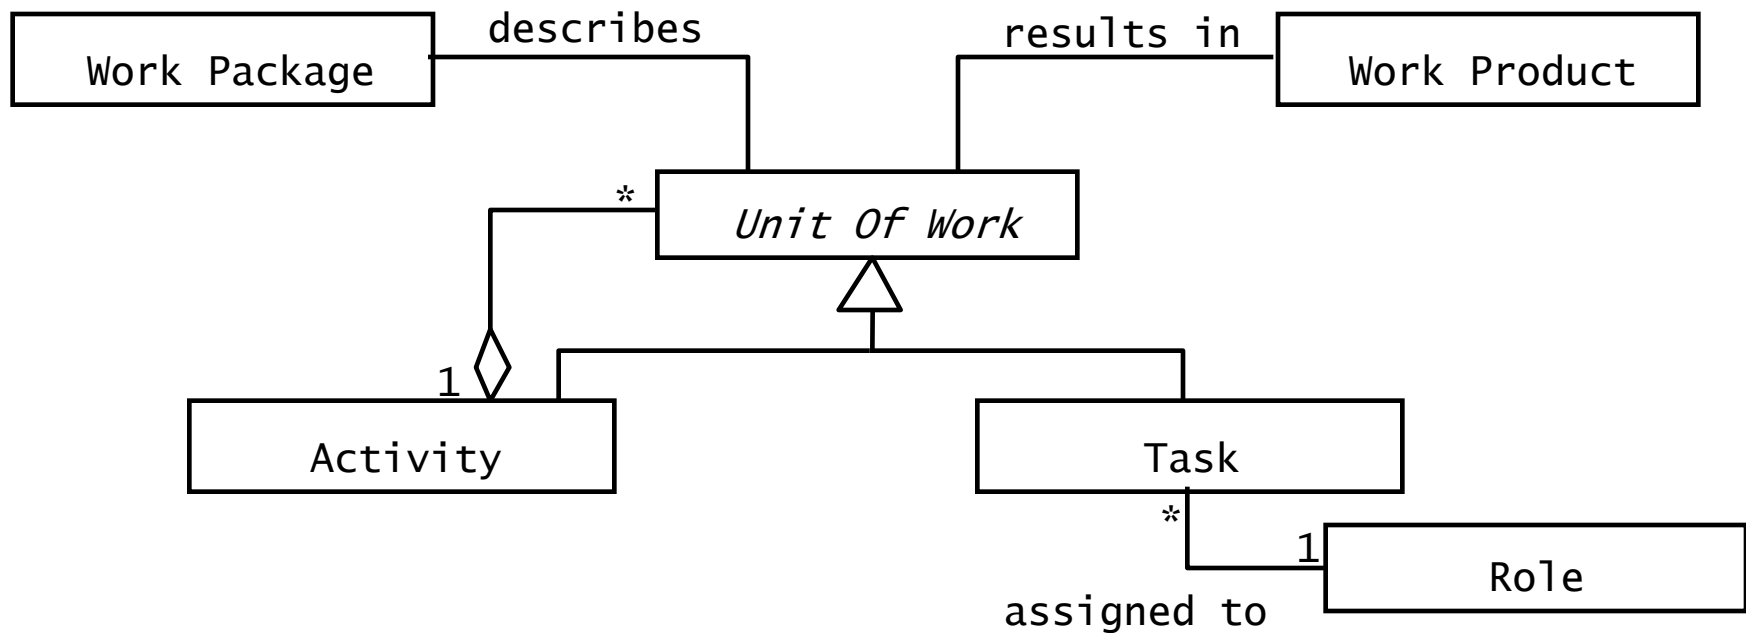 describes
results in
Work Package
Work Product
*
Unit Of Work
1
Activity
Task
*
1
Role
assigned to